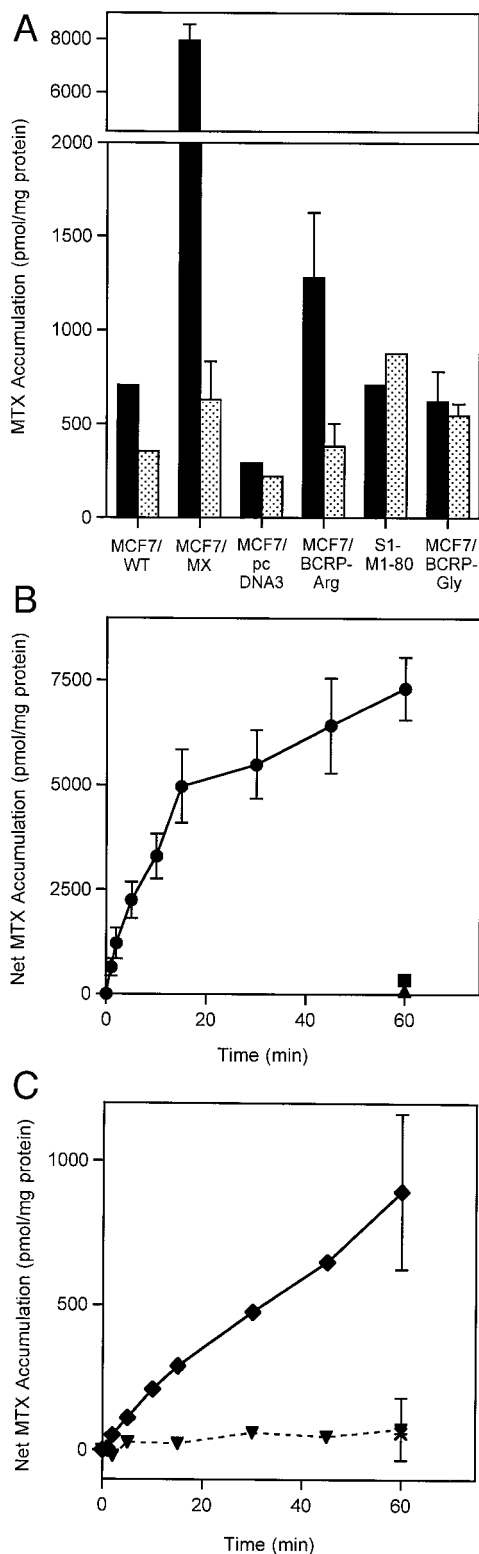 A
MTX Accumulation (pmol/mg protein)
8000
6000
2000
1500
1000
500
0
MCF7/
WT
MCF7/
MX
MCF7/
pc
DNA3
MCF7/
BCRP-
Arg
S1-
M1-80
MCF7/
BCRP-
Gly
B
Net MTX Accumulation (pmol/mg protein)
7500
5000
2500
0
0 20 40 60
Time (min)
C
Net MTX Accumulation (pmol/mg protein)
1000
500
0
0 20 40 60
Time (min)